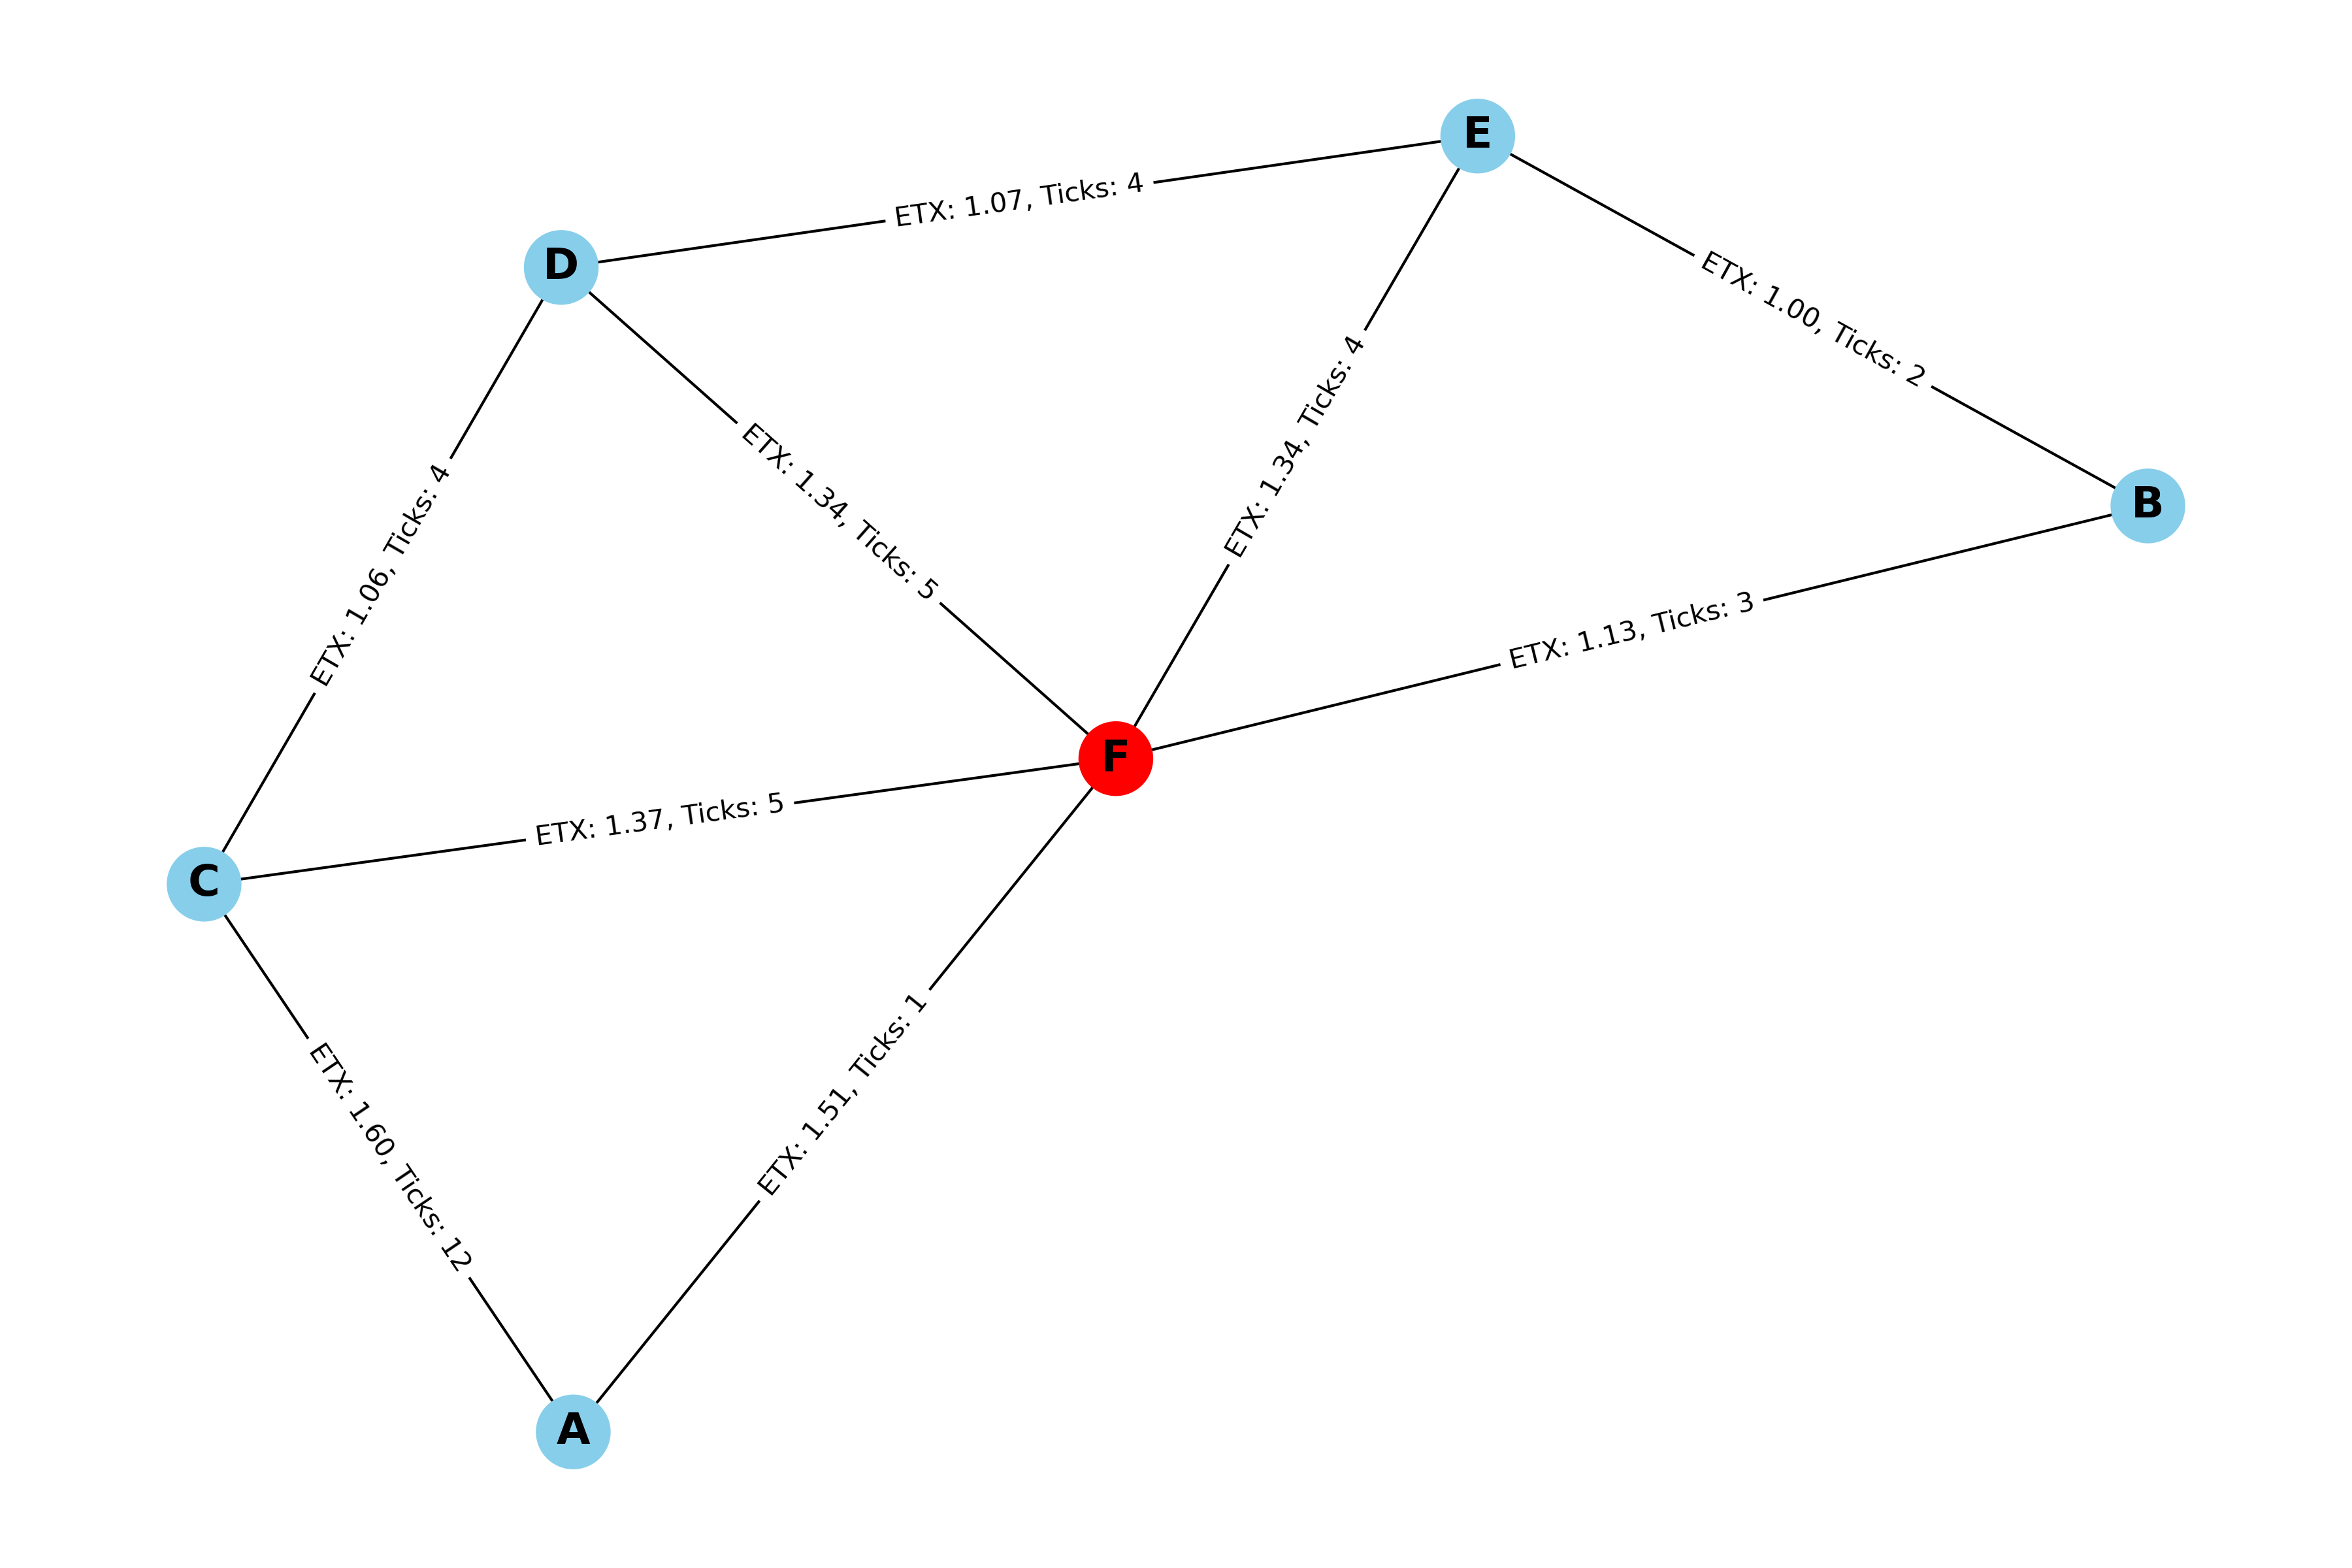 E
ETX: 1.07, Ticks: 4
D
ETX: 1.00, Ticks: 2
ETX: 1.34, Ticks: 4
B
ETX: 1.34, Ticks: 5
ETX: 1.06, Ticks: 4
ETX: 1.13, Ticks: 3
F
ETX: 1.37, Ticks: 5
C
ETX: 1.51, Ticks: 1
ETX: 1.60, Ticks: 12
A